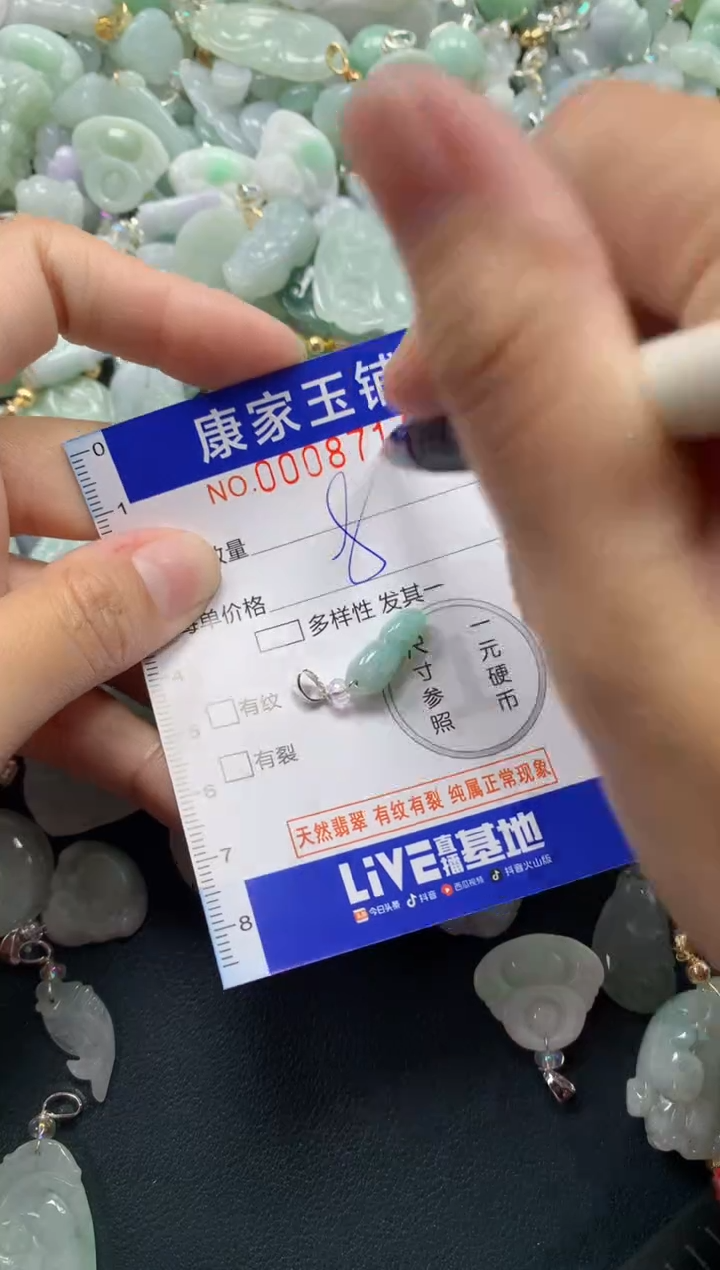 康家玉铺
NO.000871
8
数量
每单价格
多样性 发其一
一元硬币
尺寸参照
有纹
有裂
天然翡翠 有纹有裂 纯属正常现象
LiVE直播基地
今日头条 抖音 西瓜视频 抖音火山版
0
1
4
5
6
7
8